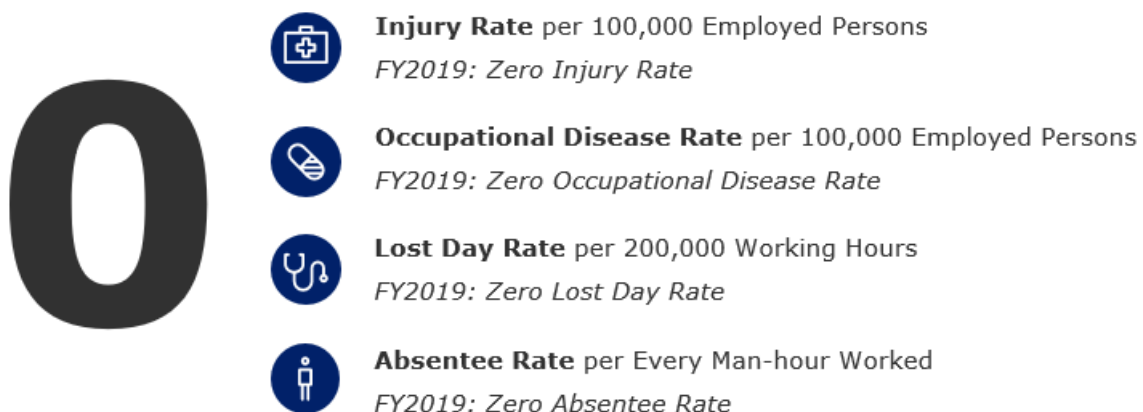 0
Injury Rate per 100,000 Employed Persons
FY2019: Zero Injury Rate
Occupational Disease Rate per 100,000 Employed Persons
FY2019: Zero Occupational Disease Rate
Lost Day Rate per 200,000 Working Hours
FY2019: Zero Lost Day Rate
Absentee Rate per Every Man-hour Worked
FY2019: Zero Absentee Rate